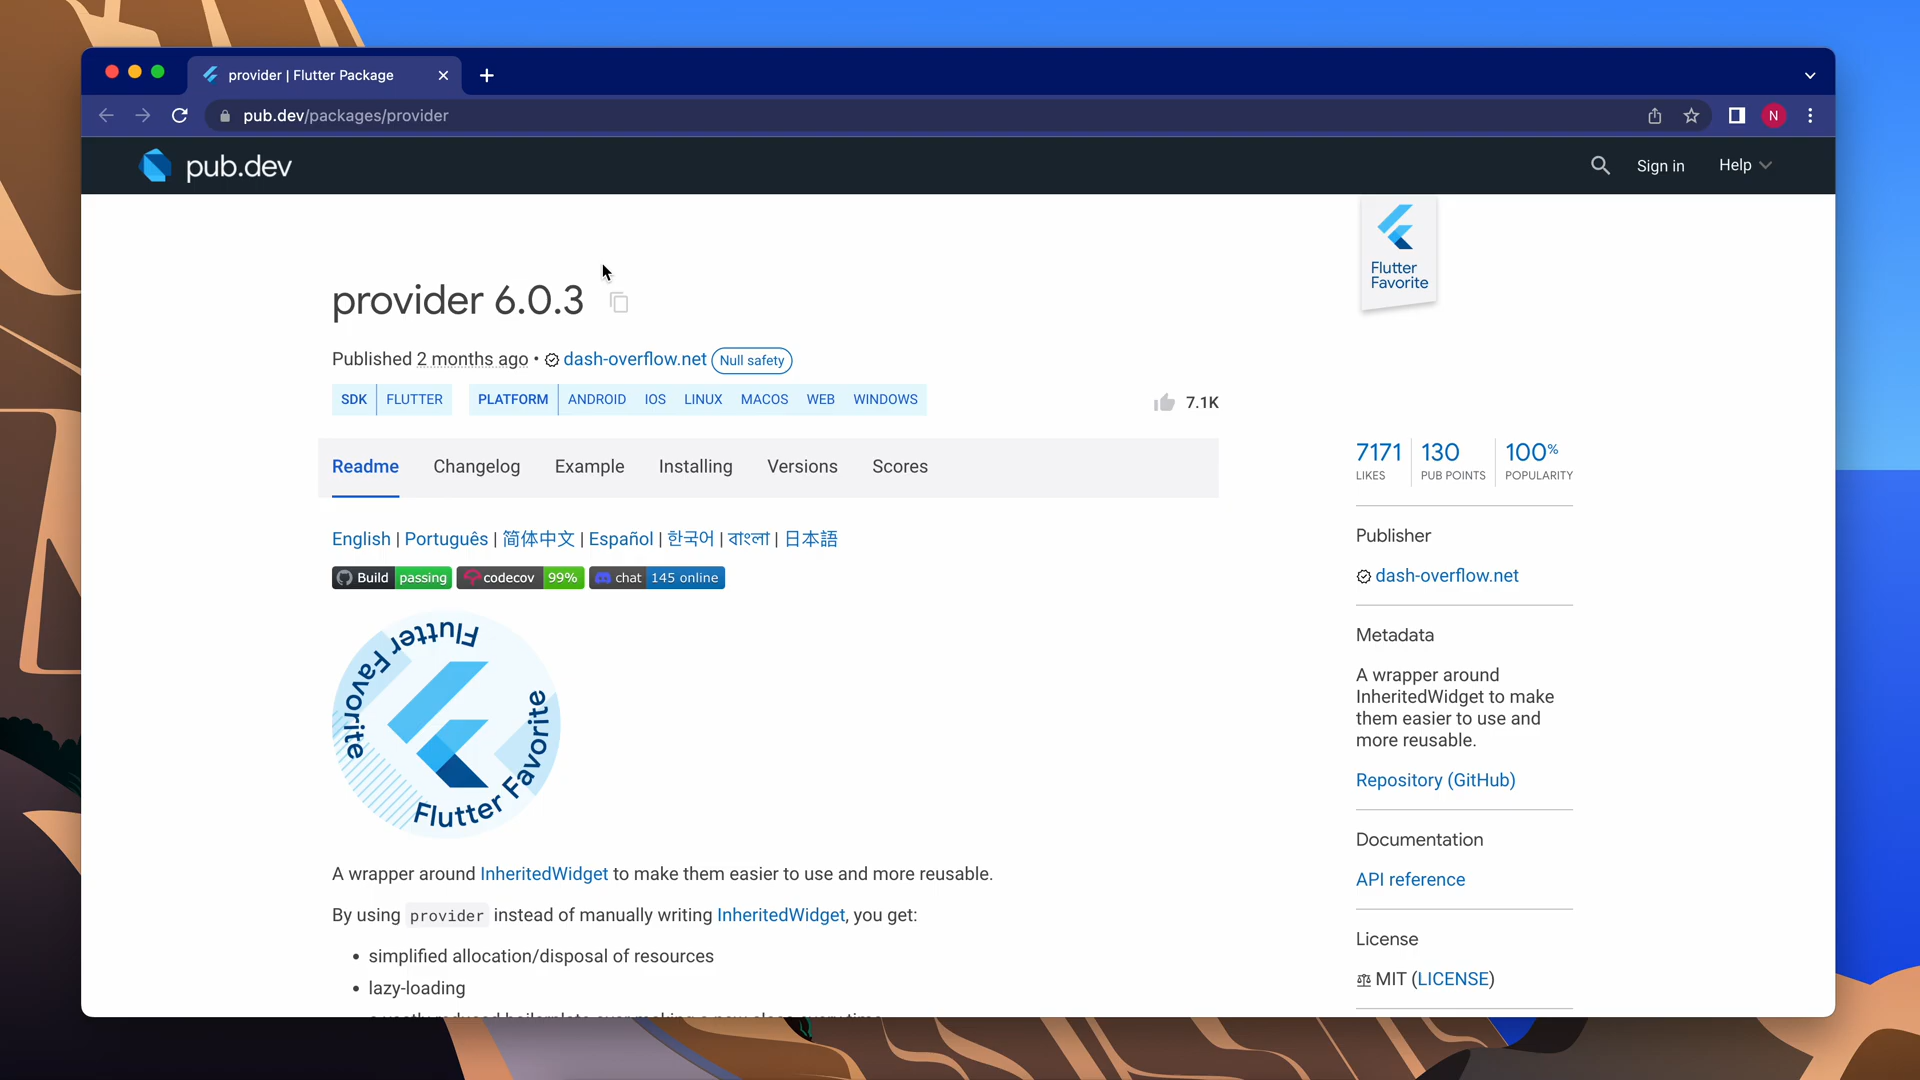 provider | Flutter Package
pub.dev/packages/provider
N
pub.dev
Sign in
Help
Flutter
Favorite
provider 6.0.3
Published 2 months ago • dash-overflow.net Null safety
SDK FLUTTER PLATFORM ANDROID IOS LINUX MACOS WEB WINDOWS
7.1K
Readme Changelog Example Installing Versions Scores
English | Português | 简体中文 | Español | 한국어 | বাংলা | 日本語
Build passing codecov 99% chat 145 online
Flutter Favorite
Flutter Favorite
A wrapper around InheritedWidget to make them easier to use and more reusable.
By using provider instead of manually writing InheritedWidget, you get:
• simplified allocation/disposal of resources
• lazy-loading
7171 130 100%
LIKES PUB POINTS POPULARITY
Publisher
dash-overflow.net
Metadata
A wrapper around
InheritedWidget to make
them easier to use and
more reusable.
Repository (GitHub)
Documentation
API reference
License
MIT (LICENSE)